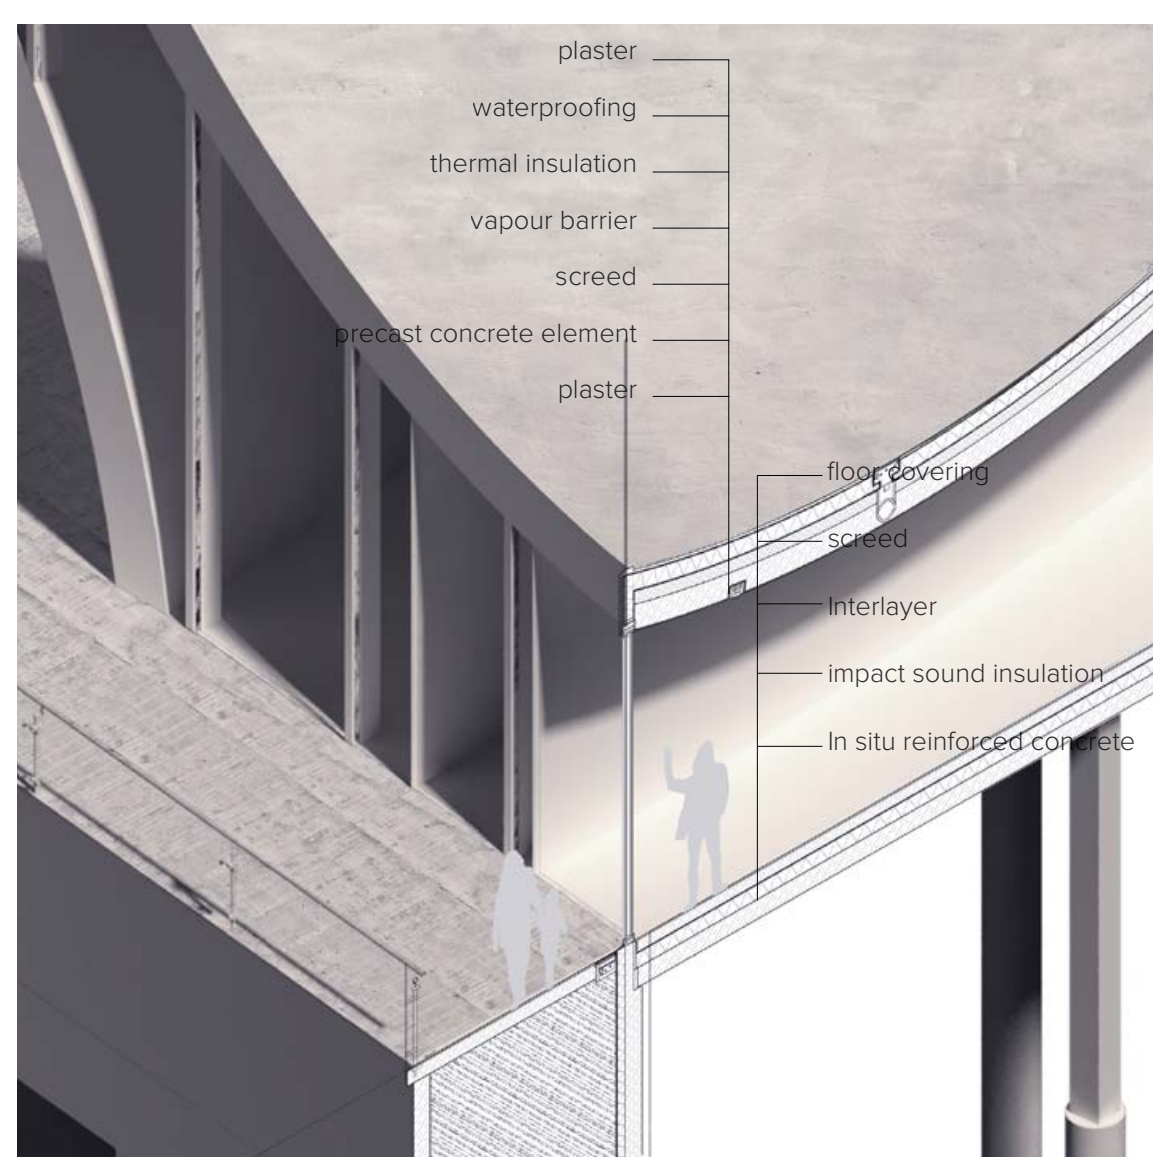 plaster
waterproofing
thermal insulation
vapour barrier
screed
precast concrete element
plaster
floor covering
screed
Interlayer
impact sound insulation
In situ reinforced concrete